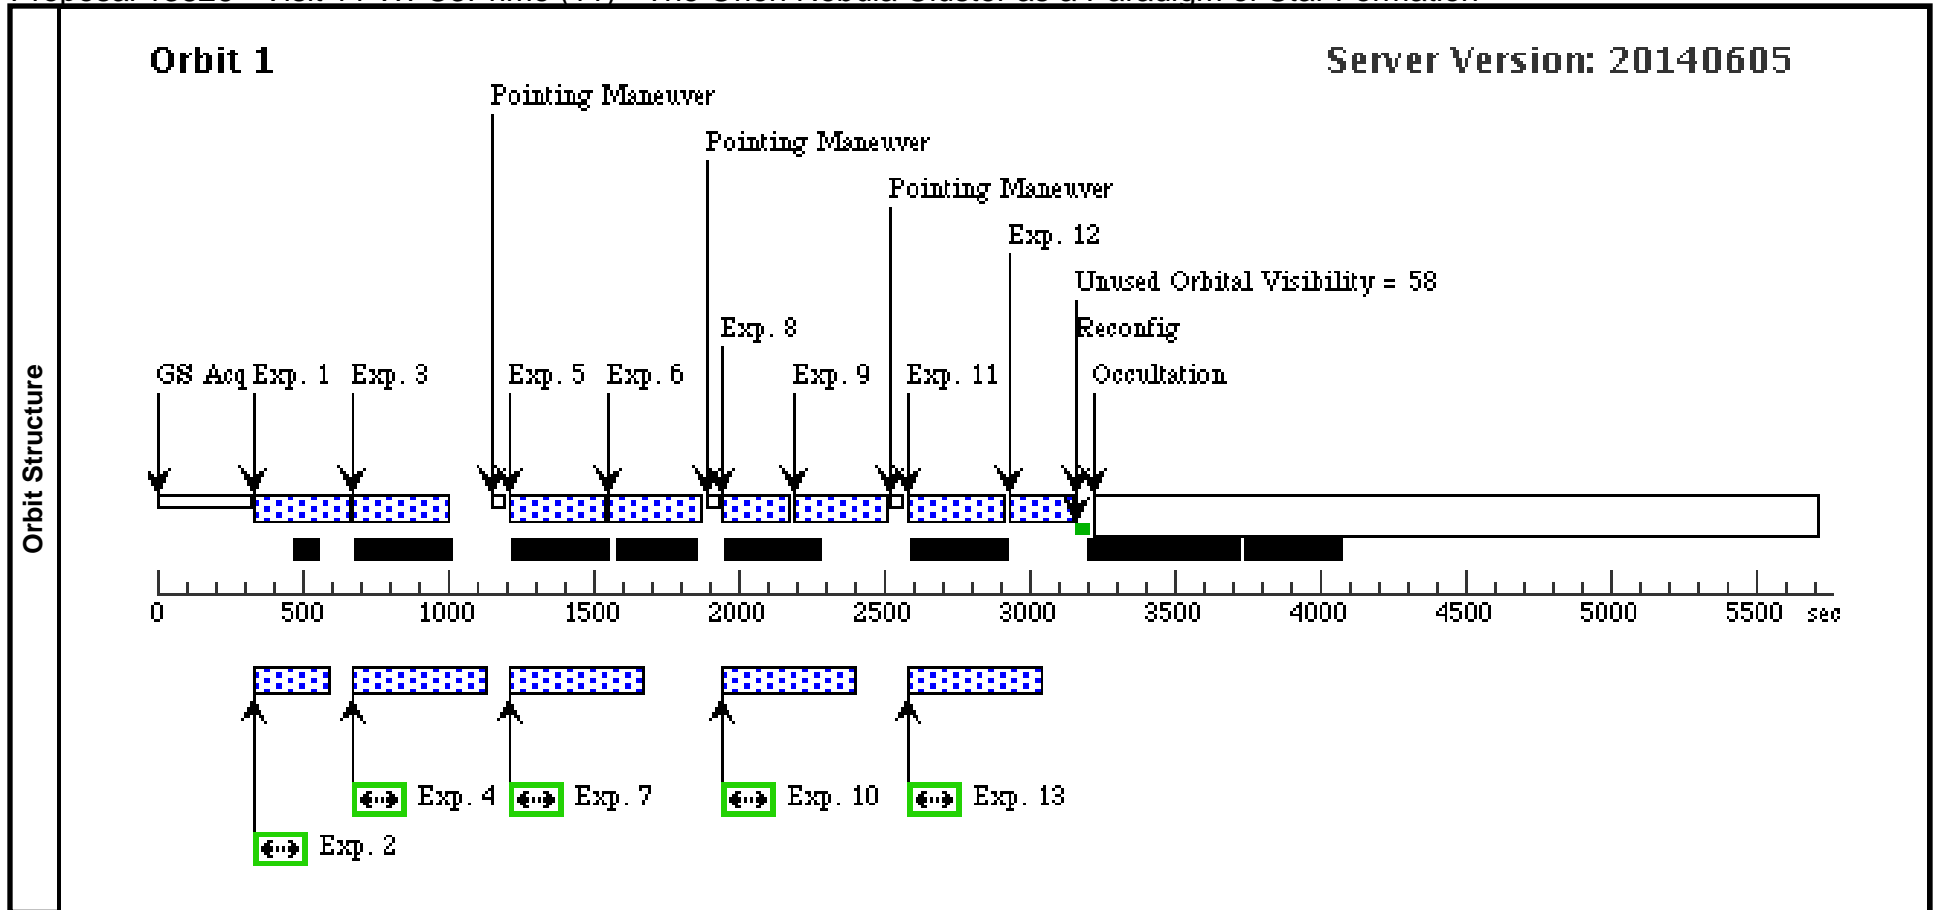 Orbit 1
Server Version: 20140605
Pointing Maneuver
Pointing Maneuver
Pointing Maneuver
Exp. 12
Unused Orbital Visibility = 58
Exp. 8
Reconfig
GS Acq
Exp. 1
Exp. 3
Exp. 5
Exp. 6
Exp. 9
Exp. 11
Occultation
Orbit Structure
0 500 1000 1500 2000 2500 3000 3500 4000 4500 5000 5500 sec
Exp. 4
Exp. 7
Exp. 10
Exp. 13
Exp. 2